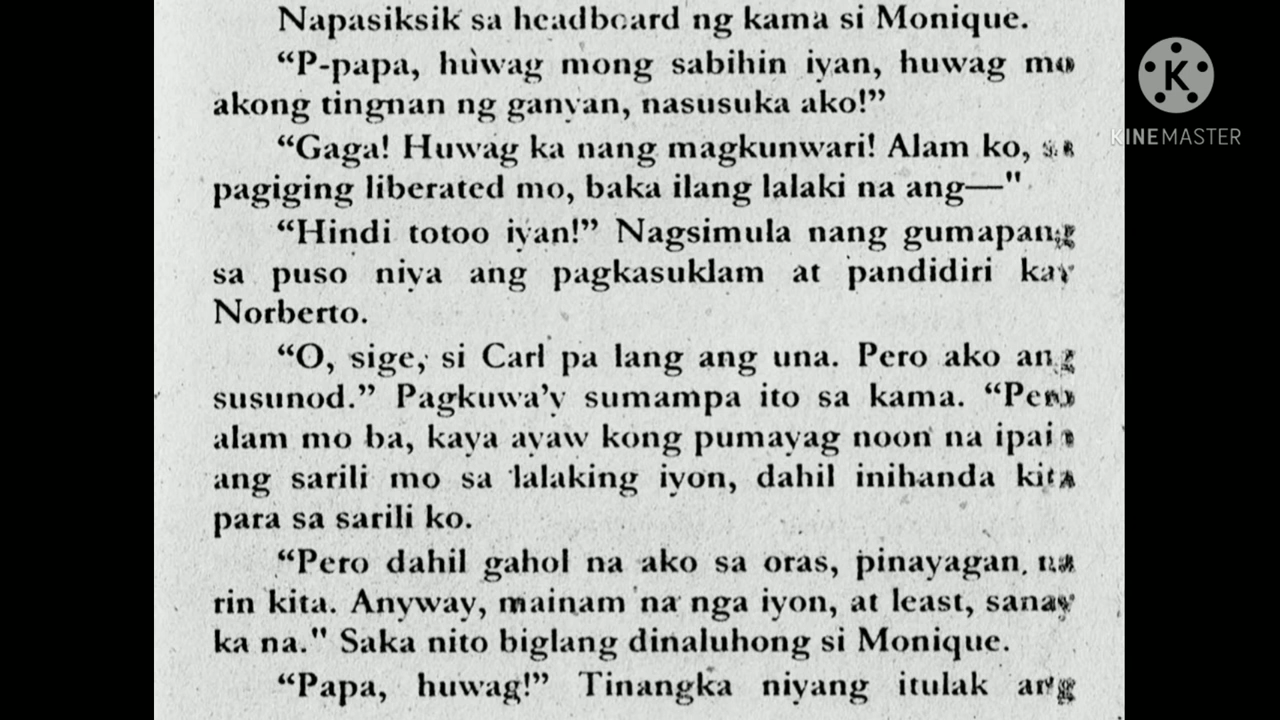 Napasiksik sa headboard ng kama si Monique.
“P-papa, huwag mong sabihin iyan, huwag mo
akong tingnan ng ganyan, nasusuka ako!”
“Gaga! Huwag ka nang magkunwari! Alam ko, sa
pagiging liberated mo, baka ilang lalaki na ang—"
“Hindi totoo iyan!” Nagsimula nang gumapang
sa puso niya ang pagkasuklam at pandidiri kay
Norberto.
“O, sige, si Carl pa lang ang una. Pero ako ang
susunod.” Pagkuwa’y sumampa ito sa kama. “Pero
alam mo ba, kaya ayaw kong pumayag noon na
ang sarili mo sa lalaking iyon, dahil inihanda kita
para sa sarili ko.
“Pero dahil gahol na ako sa oras, pinayagan na
rin kita. Anyway, mainam na nga iyon, at least, sanay
ka na." Saka nito biglang dinaluhong si Monique.
“Papa, huwag!” Tinangka niyang itulak ang
K
KINEMASTER